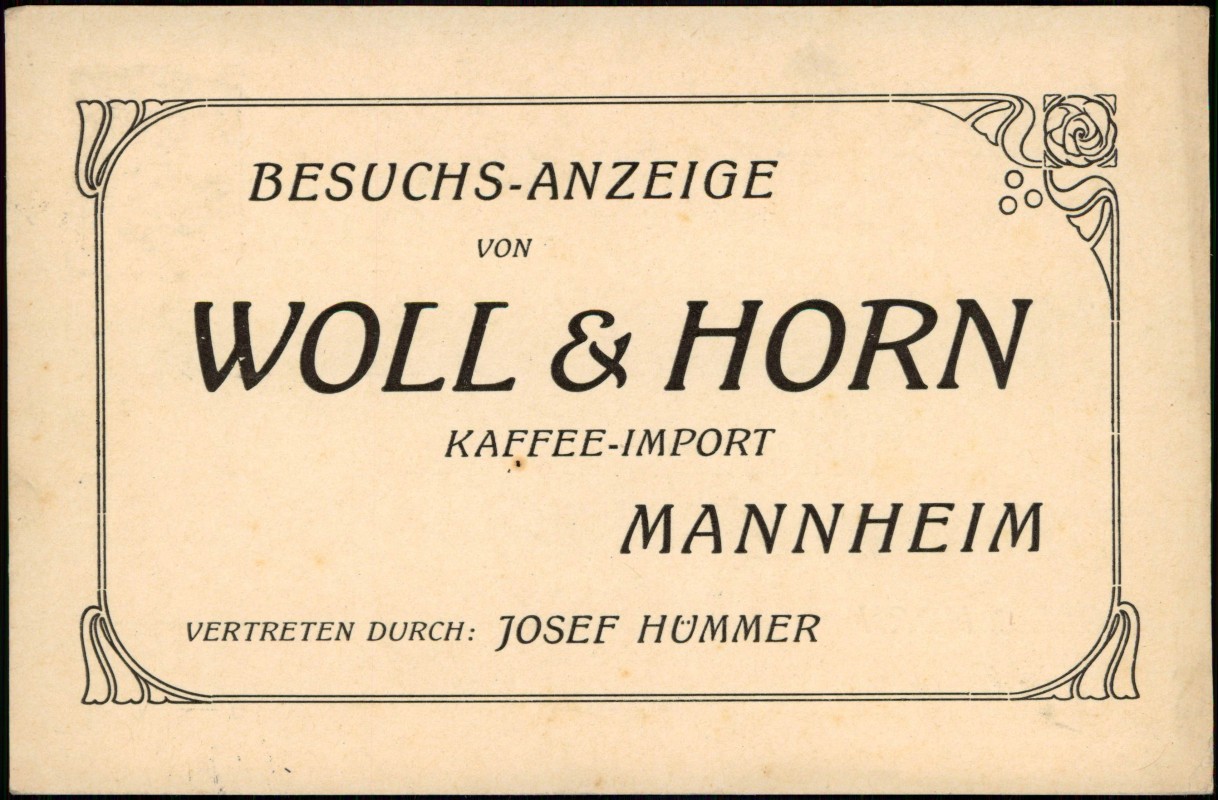 BESUCHS-ANZEIGE
VON
WOLL & HORN
KAFFEE-IMPORT
MANNHEIM
VERTRETEN DURCH: JOSEF HÜMMER